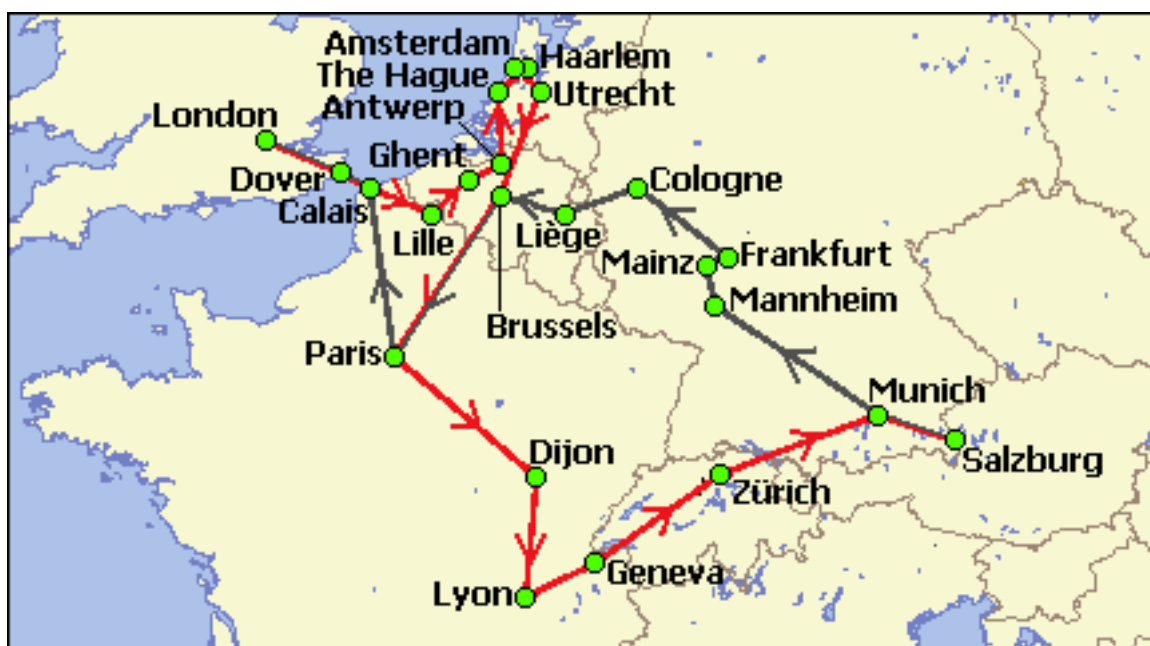 Amsterdam
Haarlem
The Hague
Utrecht
Antwerp
London
Ghent
Dover
Cologne
Calais
Lille
Liège
Mainz
Frankfurt
Mannheim
Brussels
Paris
Munich
Dijon
Salzburg
Zürich
Geneva
Lyon